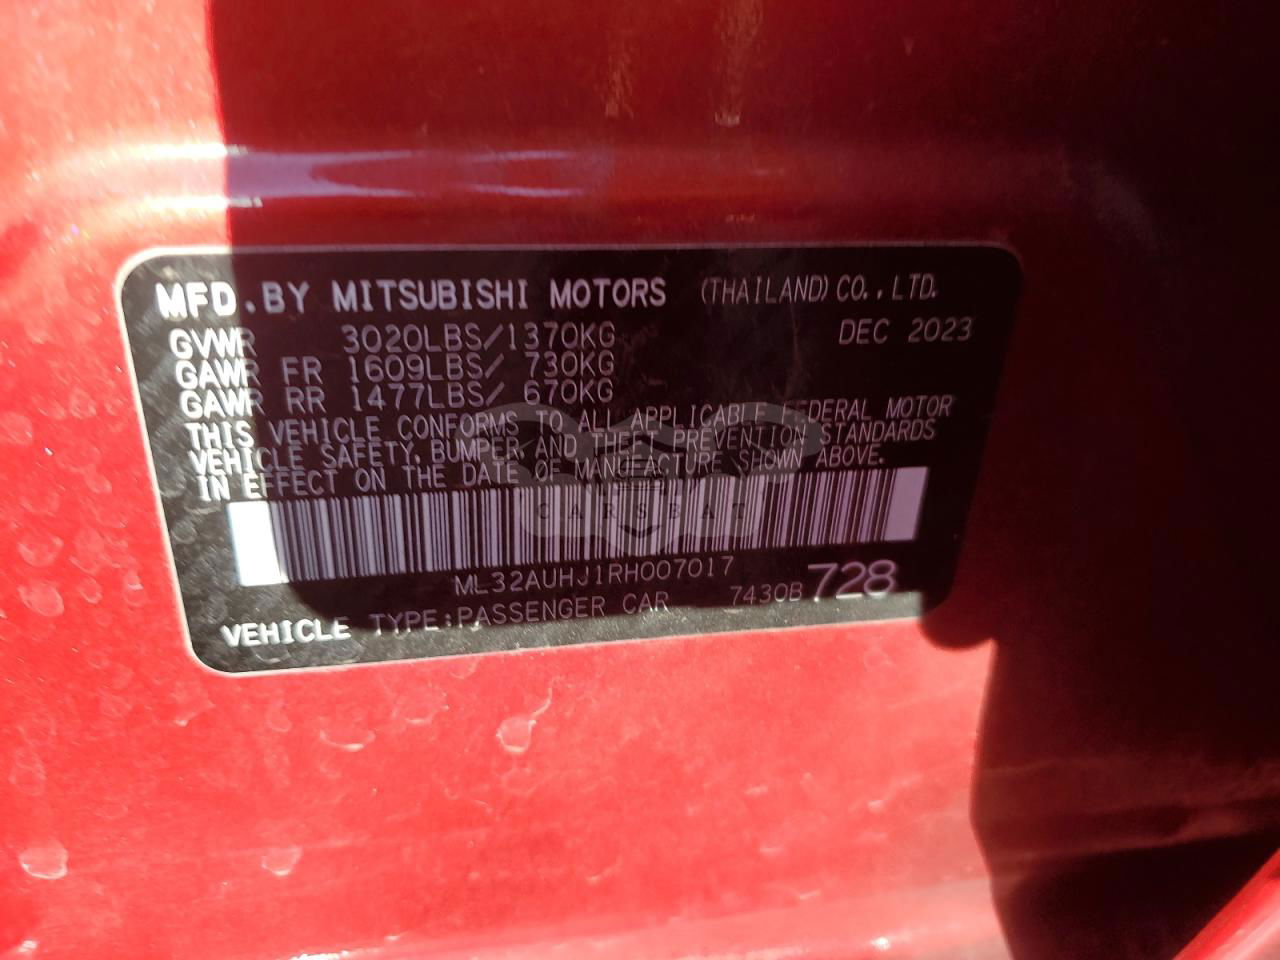 MFD.BY MITSUBISHI MOTORS (THAILAND) CO., LTD.
GVWR 3020LBS/1370KG DEC 2023
GAWR FR 1609LBS/ 730KG
GAWR RR 1477LBS/ 670KG
THIS VEHICLE CONFORMS TO ALL APPLICABLE FEDERAL MOTOR
VEHICLE SAFETY, BUMPER, AND THEFT PREVENTION STANDARDS
IN EFFECT ON THE DATE OF MANUFACTURE SHOWN ABOVE.
CARSBAT
ML32AUHJ1RH007017
VEHICLE TYPE:PASSENGER CAR 7430B 728